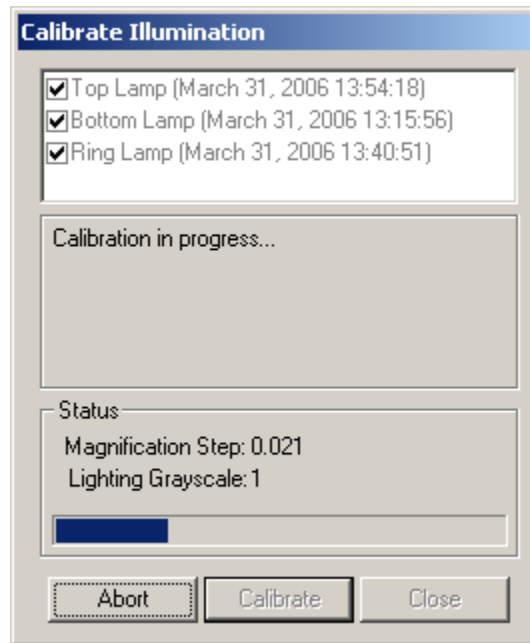 Calibrate Illumination
Top Lamp (March 31, 2006 13:54:18)
Bottom Lamp (March 31, 2006 13:15:56)
Ring Lamp (March 31, 2006 13:40:51)
Calibration in progress...
Status
Magnification Step: 0.021
Lighting Grayscale: 1
Abort Calibrate Close